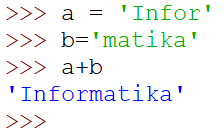 >>> a = 'Infor'
>>> b='matika'
>>> a+b
'Informatika'
>>>